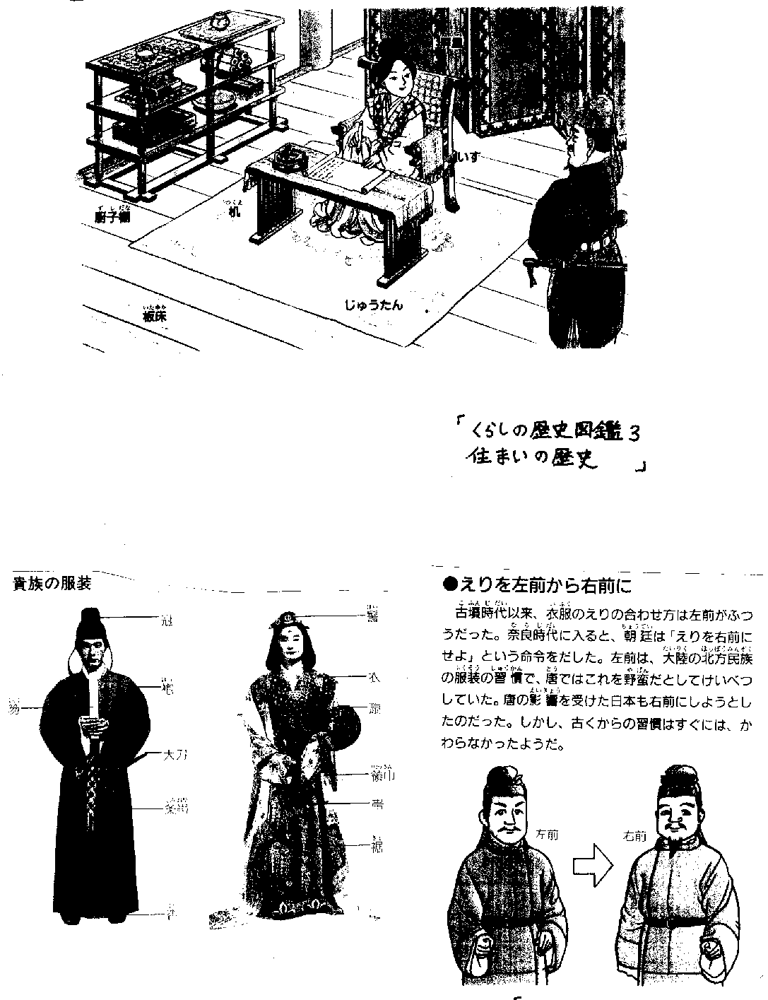 いす
厨子棚
机
じゅうたん
板床
「くらしの歴史図鑑3
住まいの歴史 」
貴族の服装
冠
大刀
髻
衣
領巾
裙
●えりを左前から右前に
古墳時代以来、衣服のえりの合わせ方は左前がふつ
うだった。奈良時代に入ると、朝廷は「えりを右前に
せよ」という命令をだした。左前は、大陸の北方民族
の服装の習慣で、唐ではこれを野蛮だとしてけいべつ
していた。唐の影響を受けた日本も右前にしようとし
たのだった。しかし、古くからの習慣はすぐには、か
わらなかったようだ。
左前
右前